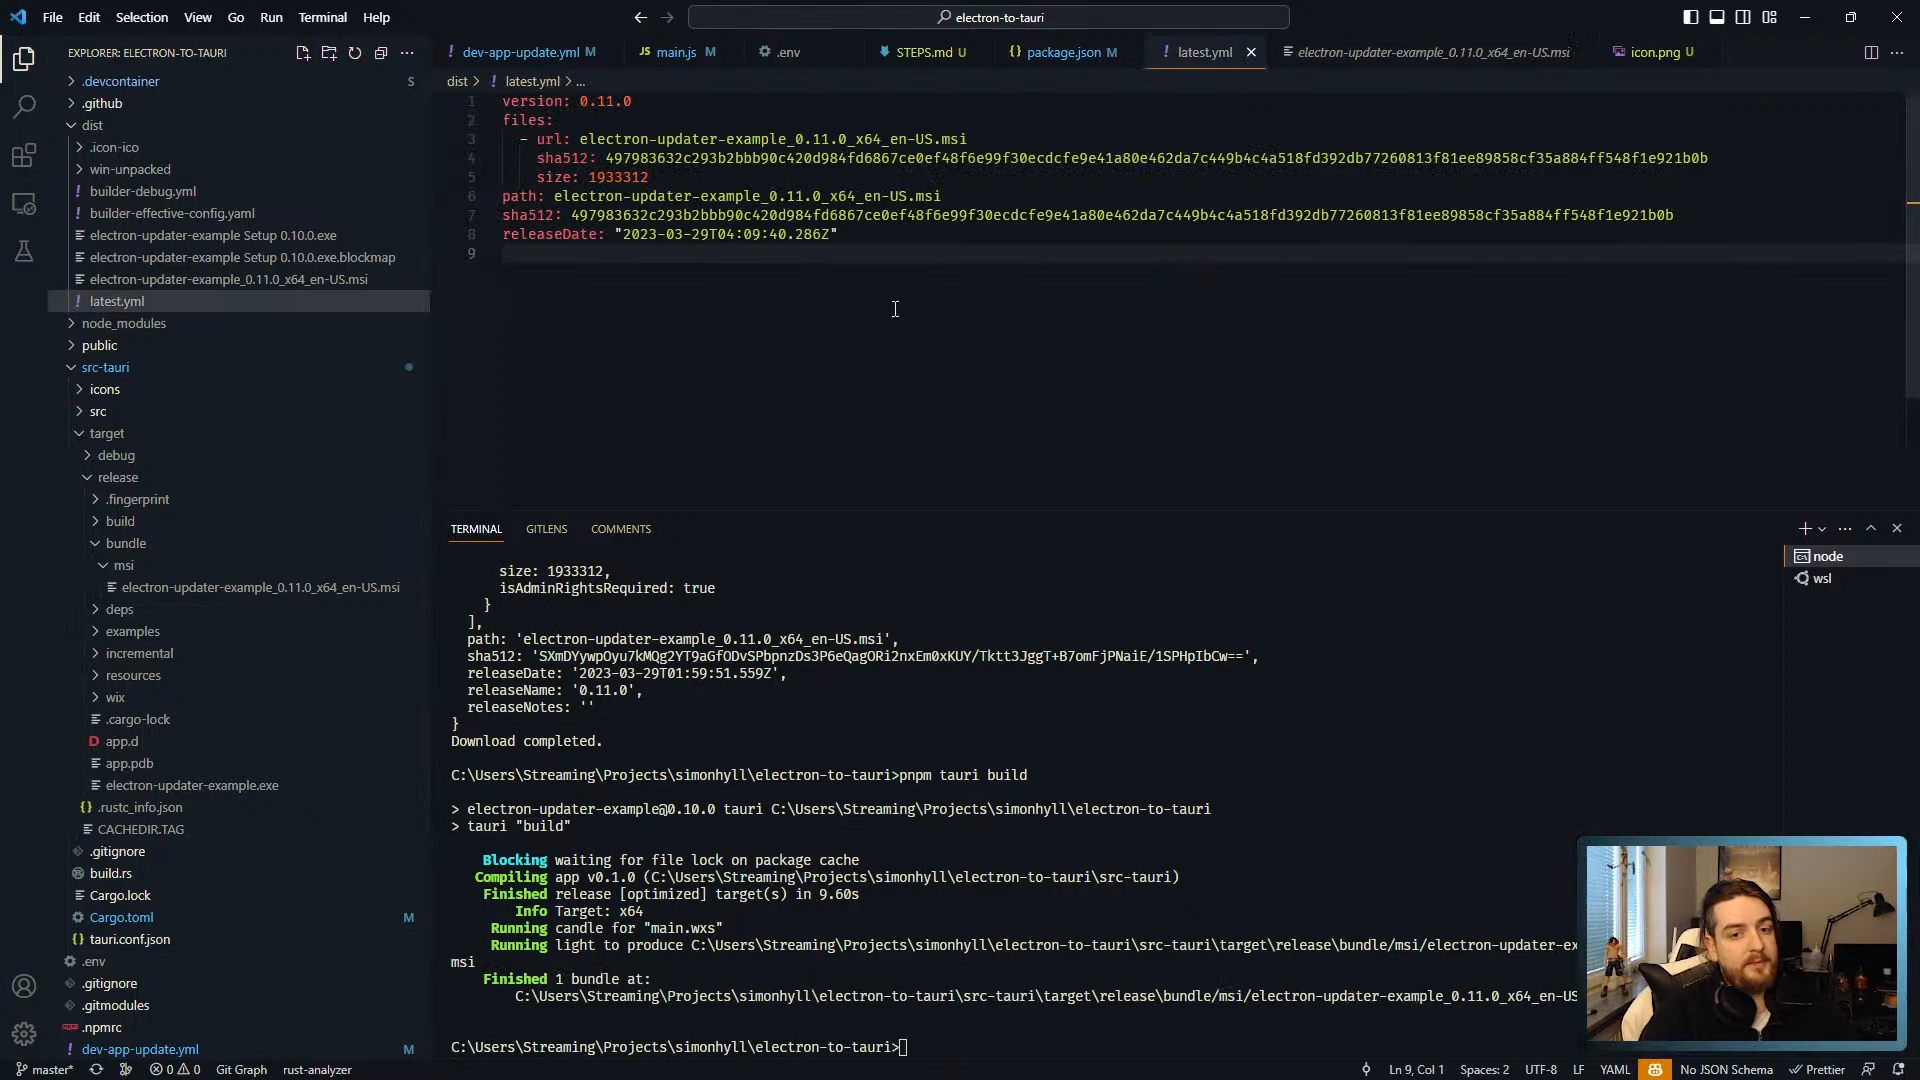 File Edit Selection View Go Run Terminal Help
electron-to-tauri
EXPLORER: ELECTRON-TO-TAURI
.devcontainer S
.github
dist
.icon-ico
win-unpacked
builder-debug.yml
builder-effective-config.yaml
electron-updater-example Setup 0.10.0.exe
electron-updater-example Setup 0.10.0.exe.blockmap
electron-updater-example_0.11.0_x64_en-US.msi
latest.yml
node_modules
public
src-tauri
icons
src
target
debug
release
.fingerprint
build
bundle
msi
electron-updater-example_0.11.0_x64_en-US.msi
deps
examples
incremental
resources
wix
.cargo-lock
app.d
app.pdb
electron-updater-example.exe
.rustc_info.json
CACHEDIR.TAG
.gitignore
build.rs
Cargo.lock
Cargo.toml M
tauri.conf.json
.env
.gitignore
.gitmodules
.npmrc
dev-app-update.yml M
dev-app-update.yml M main.js M .env STEPS.md U package.json M latest.yml electron-updater-example_0.11.0_x64_en-US.msi icon.png U
dist > latest.yml > ...
1 version: 0.11.0
2 files:
3 - url: electron-updater-example_0.11.0_x64_en-US.msi
4 sha512: 497983632c293b2bbb90c420d984fd6867ce0ef48f6e99f30ecdcfe9e41a80e462da7c449b4c4a518fd392db77260813f81ee89858cf35a884ff548f1e921b0b
5 size: 1933312
6 path: electron-updater-example_0.11.0_x64_en-US.msi
7 sha512: 497983632c293b2bbb90c420d984fd6867ce0ef48f6e99f30ecdcfe9e41a80e462da7c449b4c4a518fd392db77260813f81ee89858cf35a884ff548f1e921b0b
8 releaseDate: "2023-03-29T04:09:40.286Z"
9
TERMINAL GITLENS COMMENTS
node
wsl
size: 1933312,
isAdminRightsRequired: true
}
],
path: 'electron-updater-example_0.11.0_x64_en-US.msi',
sha512: 'SXmDYywpOyu7kMQg2YT9aGfODvSPbpnzDs3P6eQagORi2nxEm0xKUY/Tktt3JggT+B7omFjPNaiE/1SPHpIbCw==',
releaseDate: '2023-03-29T01:59:51.559Z',
releaseName: '0.11.0',
releaseNotes: ''
}
Download completed.
C:\Users\Streaming\Projects\simonhyll\electron-to-tauri>pnpm tauri build
> electron-updater-example@0.10.0 tauri C:\Users\Streaming\Projects\simonhyll\electron-to-tauri
> tauri "build"
Blocking waiting for file lock on package cache
Compiling app v0.1.0 (C:\Users\Streaming\Projects\simonhyll\electron-to-tauri\src-tauri)
Finished release [optimized] target(s) in 9.60s
Info Target: x64
Running candle for "main.wxs"
Running light to produce C:\Users\Streaming\Projects\simonhyll\electron-to-tauri\src-tauri\target\release\bundle/msi/electron-updater-ex
msi
Finished 1 bundle at:
C:\Users\Streaming\Projects\simonhyll\electron-to-tauri\src-tauri\target\release\bundle/msi/electron-updater-example_0.11.0_x64_en-US
C:\Users\Streaming\Projects\simonhyll\electron-to-tauri>
master* 0 0 Git Graph rust-analyzer Ln 9, Col 1 Spaces: 2 UTF-8 LF YAML No JSON Schema Prettier